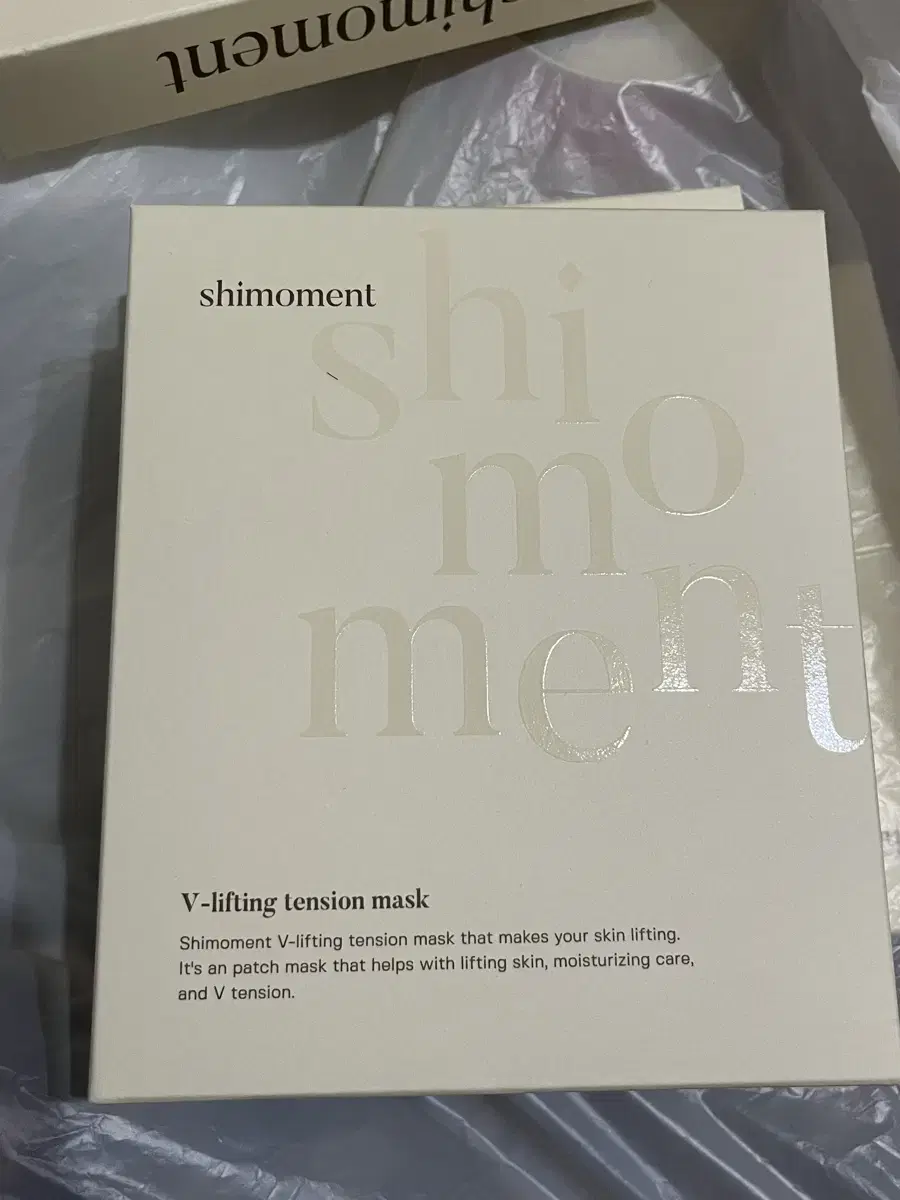 shimoment
shimoment
shi
mo
ment
V-lifting tension mask
Shimoment V-lifting tension mask that makes your skin lifting.
It's an patch mask that helps with lifting skin, moisturizing care,
and V tension.